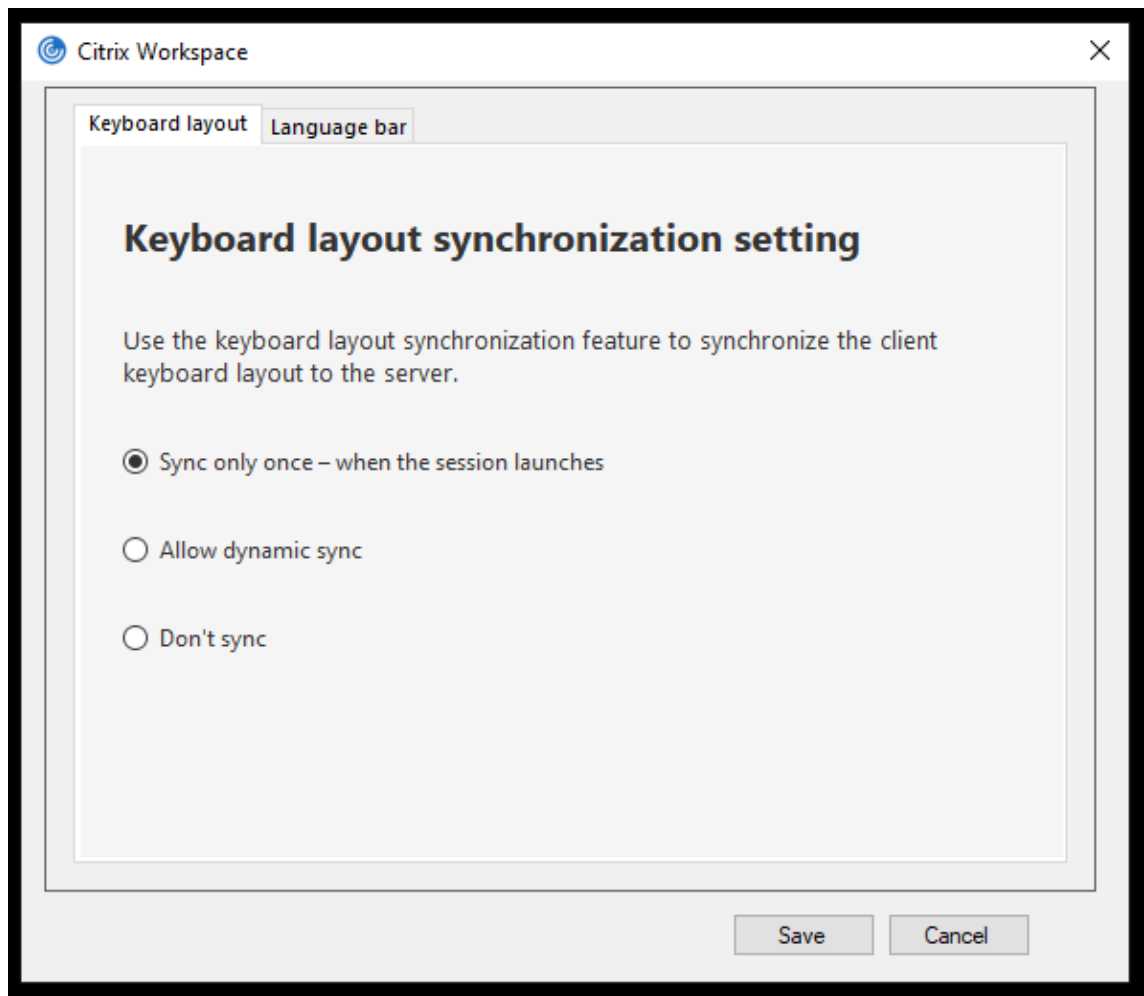 Citrix Workspace
Keyboard layout
Language bar
Keyboard layout synchronization setting
Use the keyboard layout synchronization feature to synchronize the client
keyboard layout to the server.
Sync only once – when the session launches
Allow dynamic sync
Don't sync
Save
Cancel